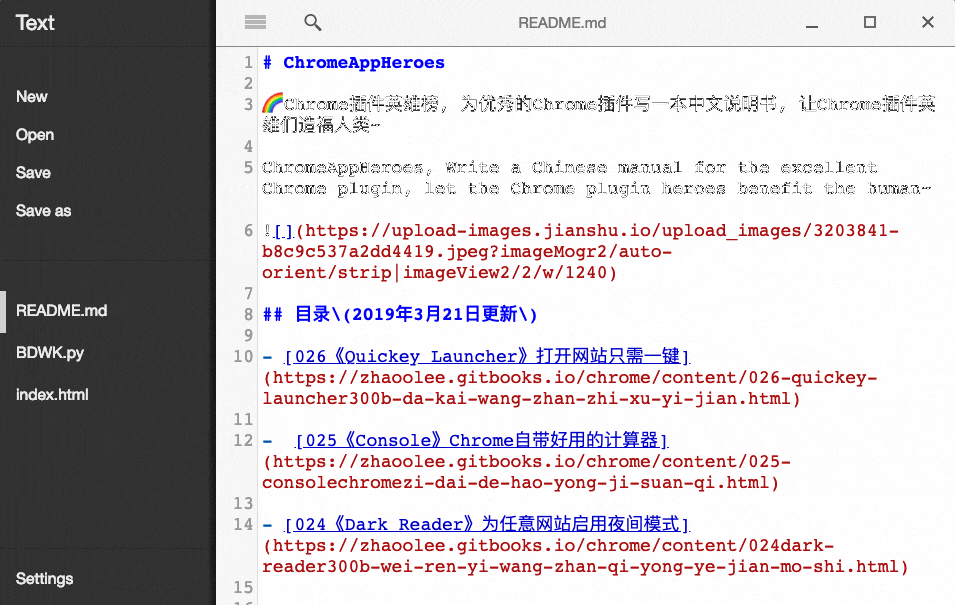 Text
README.md
New
Open
Save
Save as
README.md
BDWK.py
index.html
Settings
1 # ChromeAppHeroes
2
3 🌈Chrome插件英雄榜, 为优秀的Chrome插件写一本中文说明书, 让Chrome插件英
雄们造福人类~
4
5 ChromeAppHeroes, Write a Chinese manual for the excellent
Chrome plugin, let the Chrome plugin heroes benefit the human~
6 ![](https://upload-images.jianshu.io/upload_images/3203841-
b8c9c537a2dd4419.jpeg?imageMogr2/auto-
orient/strip|imageView2/2/w/1240)
7
8 ## 目录\(2019年3月21日更新\)
9
10 - [026《Quickey Launcher》打开网站只需一键]
(https://zhaoolee.gitbooks.io/chrome/content/026-quickey-
launcher300b-da-kai-wang-zhan-zhi-xu-yi-jian.html)
11
12 -  [025《Console》Chrome自带好用的计算器]
(https://zhaoolee.gitbooks.io/chrome/content/025-
consolechromezi-dai-de-hao-yong-ji-suan-qi.html)
13
14 - [024《Dark Reader》为任意网站启用夜间模式]
(https://zhaoolee.gitbooks.io/chrome/content/024dark-
reader300b-wei-ren-yi-wang-zhan-qi-yong-ye-jian-mo-shi.html)
15